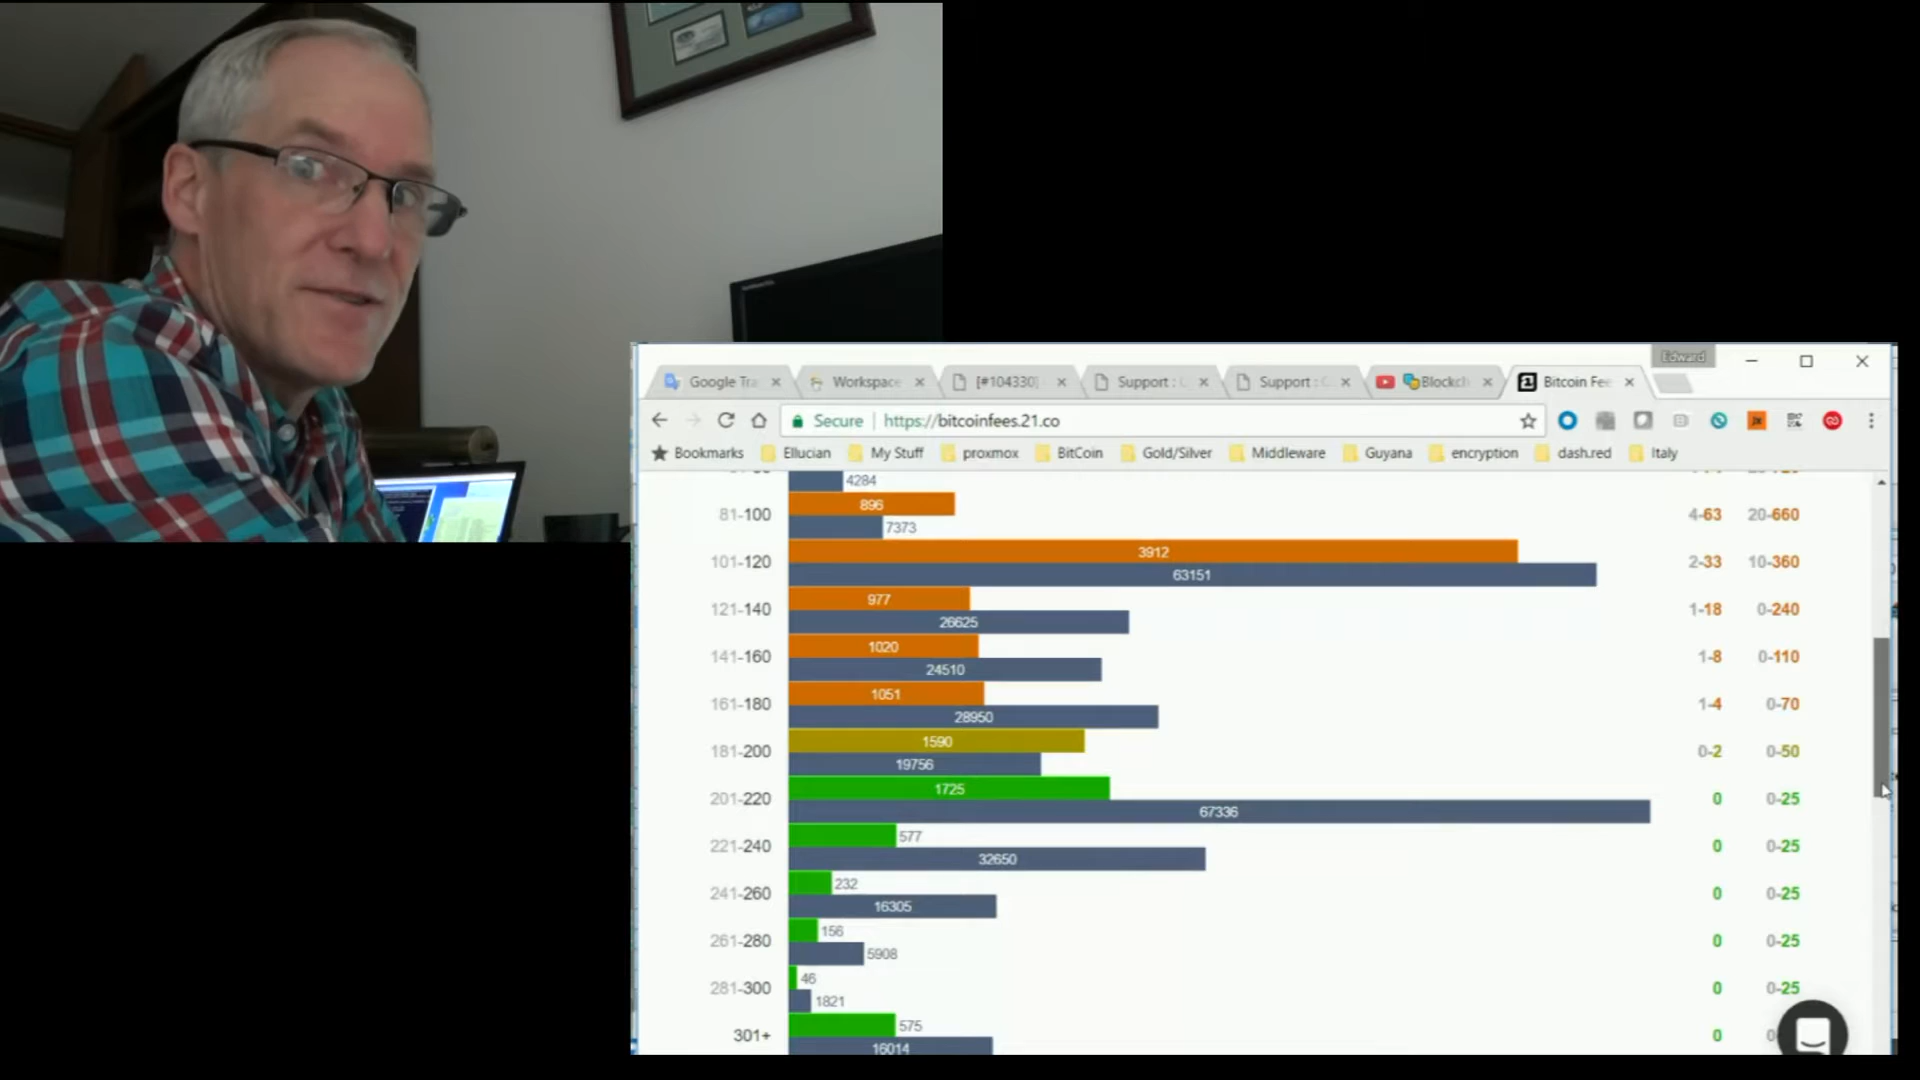 Edward
Google Tra
Workspace
[#104330]
Support :
Support :
Blockch
Bitcoin Fee
Secure
https://bitcoinfees.21.co
Bookmarks Ellucian My Stuff proxmox BitCoin Gold/Silver Middleware Guyana encryption dash.red Italy
4284
81-100 896 4-63 20-660
7373
101-120 3912 2-33 10-360
63151
121-140 977 1-18 0-240
26625
141-160 1020 1-8 0-110
24510
161-180 1051 1-4 0-70
28950
181-200 1590 0-2 0-50
19756
201-220 1725 0 0-25
67336
221-240 577 0 0-25
32650
241-260 232 0 0-25
16305
261-280 156 0 0-25
5908
281-300 46 0 0-25
1821
301+ 575 0
16014